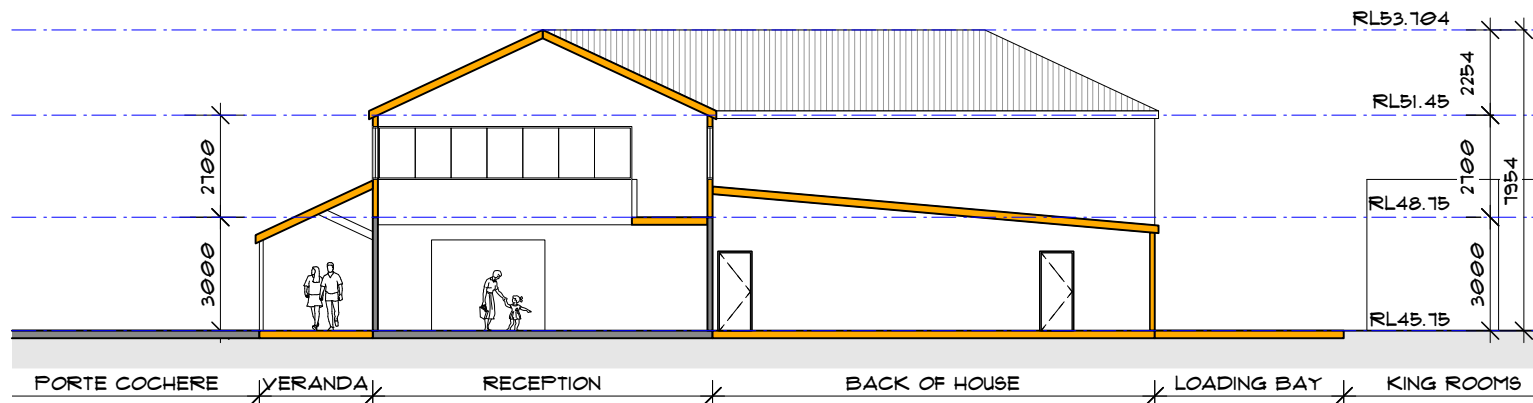 RL53.704
2254
RL51.45
2700
2700
7954
RL48.75
3000
3000
RL45.75
PORTE COCHERE
VERANDA
RECEPTION
BACK OF HOUSE
LOADING BAY
KING ROOMS